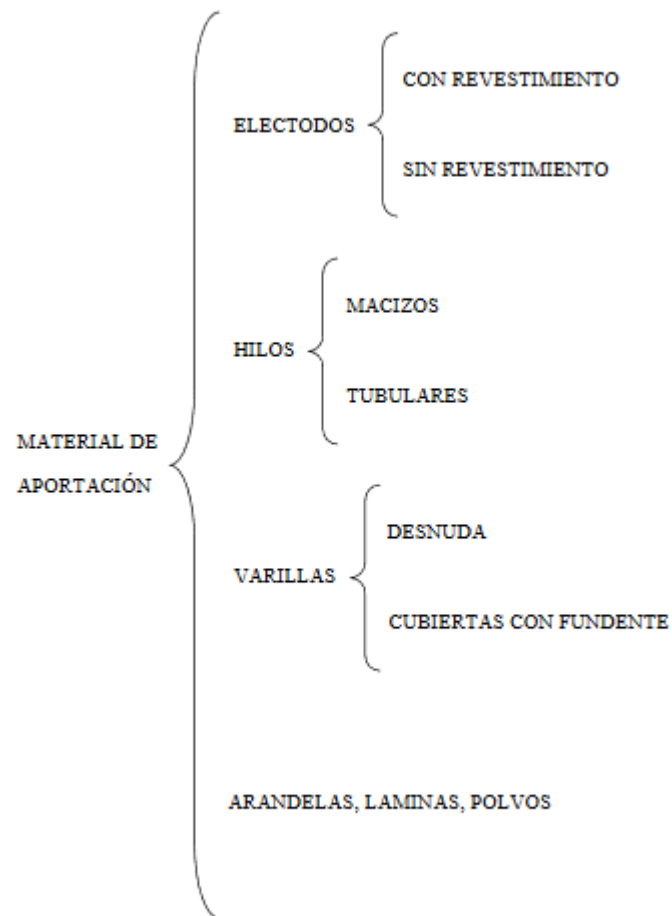 MATERIAL DE
APORTACIÓN
ELECTODOS
CON REVESTIMIENTO
SIN REVESTIMIENTO
HILOS
MACIZOS
TUBULARES
VARILLAS
DESNUDA
CUBIERTAS CON FUNDENTE
ARANDELAS, LAMINAS, POLVOS